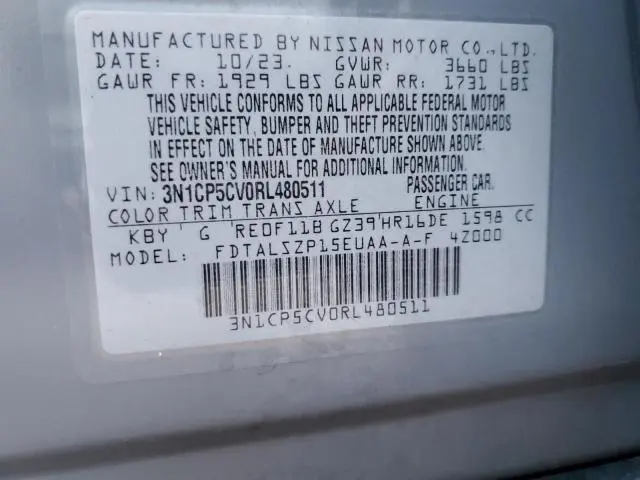 MANUFACTURED BY NISSAN MOTOR CO.,LTD.
DATE: 10/23. GVWR: 3660 LBS
GAWR FR: 1929 LBS GAWR RR: 1731 LBS
THIS VEHICLE CONFORMS TO ALL APPLICABLE FEDERAL MOTOR
VEHICLE SAFETY, BUMPER AND THEFT PREVENTION STANDARDS
IN EFFECT ON THE DATE OF MANUFACTURE SHOWN ABOVE.
SEE OWNER'S MANUAL FOR ADDITIONAL INFORMATION.
VIN: 3N1CP5CV0RL480511 PASSENGER CAR.
COLOR TRIM TRANS AXLE ENGINE
KBY G RE0F11B GZ39 HR16DE 1598 CC
MODEL: FDTALSZP15EUAA-A-F 4Z000
3N1CP5CV0RL480511